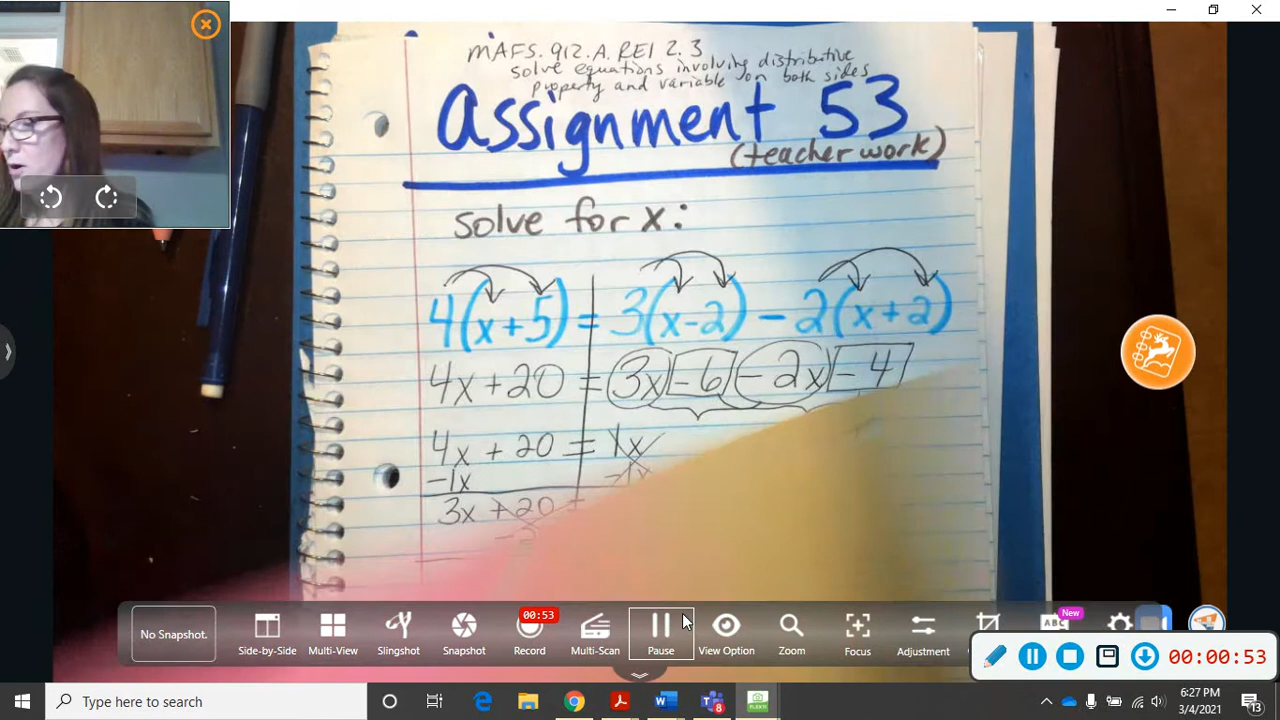 MAFS.912.A.REI 2.3
solve equations involving distributive
property and variable on both sides
Assignment 53
(teacher work)
solve for x:
4(x+5) = 3(x-2) - 2(x+2)
4x + 20 = 3x - 6 - 2x - 4
4x + 20 = 1x
-1x -1x
3x + 20 =
No Snapshot.
Side-by-Side
Multi-View
Slingshot
Snapshot
00:53
Record
Multi-Scan
Pause
View Option
Zoom
Focus
Adjustment
New
ABC
00:00:53
Type here to search
W
8
6:27 PM
3/4/2021
13